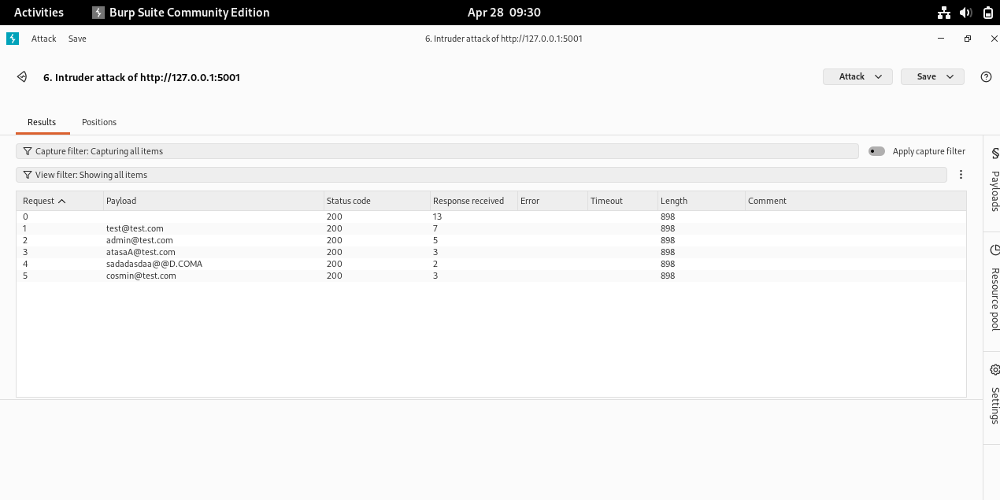 Activities Burp Suite Community Edition Apr 28 09:30
Attack Save 6. Intruder attack of http://127.0.0.1:5001
6. Intruder attack of http://127.0.0.1:5001 Attack Save
Results Positions
Capture filter: Capturing all items Apply capture filter
View filter: Showing all items
Request Payload Status code Response received Error Timeout Length Comment
0 200 13 898
1 test@test.com 200 7 898
2 admin@test.com 200 5 898
3 atasaA@test.com 200 3 898
4 sadadasdaa@@D.COMA 200 2 898
5 cosmin@test.com 200 3 898
Payloads
Resource pool
Settings